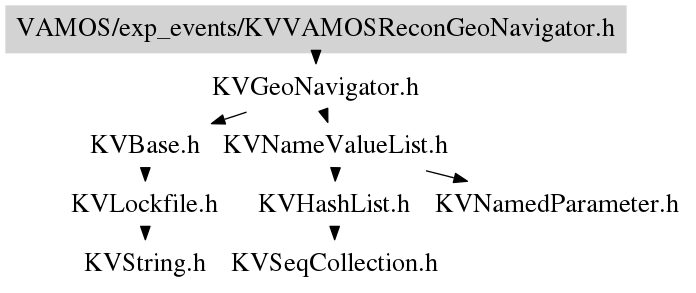 VAMOS/exp_events/KVVAMOSReconGeoNavigator.h
KVGeoNavigator.h
KVBase.h KVNameValueList.h
KVLockfile.h KVHashList.h KVNamedParameter.h
KVString.h KVSeqCollection.h